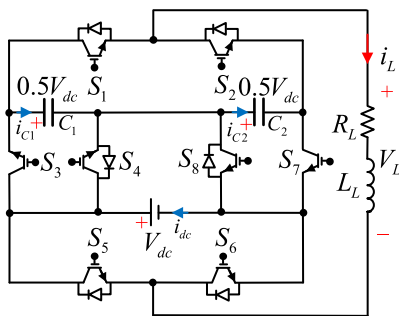 S1
S2
iL
0.5Vdc
0.5Vdc
+
iC1
+
C1
iC2
+
C2
RL
S3
S4
S8
S7
LL
VL
+
Vdc
idc
−
S5
S6